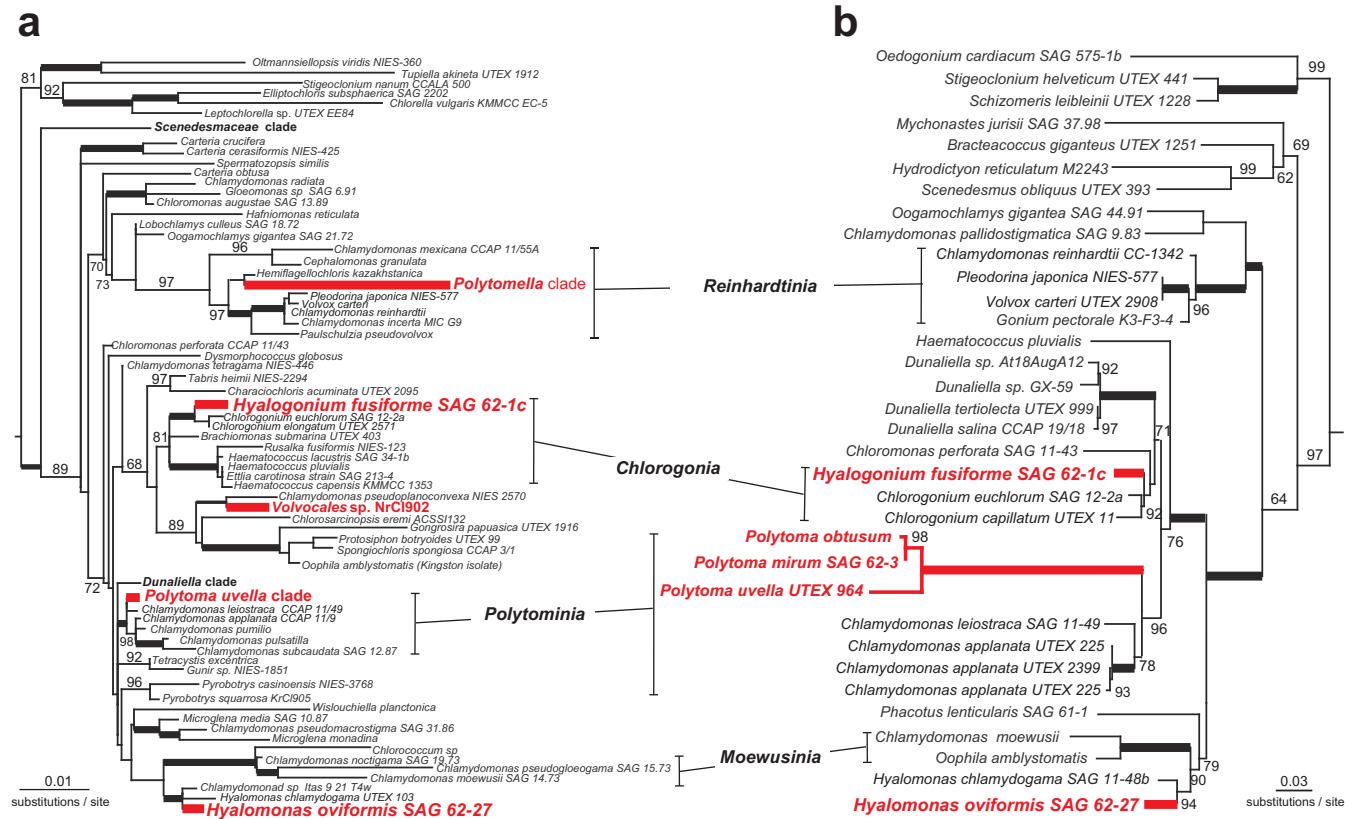 a
Oltmannsiellopsis viridis NIES-360
Tupiella akineta UTEX 1912
81
92
Stigeoclonium nanum CCALA 500
Elliptochloris subsphaerica SAG 2202
Chlorella vulgaris KMMCC EC-5
Leptochlorella sp. UTEX EE84
Scenedesmaceae clade
Carteria crucifera
Carteria cerasiformis NIES-425
Spermatozopsis similis
Carteria obtusa
Chlamydomonas radiata
Gloeomonas sp SAG 6.91
Chloromonas augustae SAG 13.89
Hafniomonas reticulata
Lobochlamys culleus SAG 18.72
Oogamochlamys gigantea SAG 21.72
96
Chlamydomonas mexicana CCAP 11/55A
Cephalomonas granulata
70
73
97
Hemiflagellochloris kazakhstanica
Polytomella clade
97
Pleodorina japonica NIES-577
Volvox carteri
Chlamydomonas reinhardtii
Chlamydomonas incerta MIC G9
Paulschulzia pseudovolvox
Chloromonas perforata CCAP 11/43
Dysmorphococcus globosus
Chlamydomonas tetragama NIES-446
97
Tabris heimii NIES-2294
Characiochloris acuminata UTEX 2095
Hyalogonium fusiforme SAG 62-1c
Chlorogonium euchlorum SAG 12-2a
Chlorogonium elongatum UTEX 2571
81
Brachiomonas submarina UTEX 403
Rusalka fusiformis NIES-123
Haematococcus lacustris SAG 34-1b
Haematococcus pluvialis
Ettlia carotinosa strain SAG 213-4
Haematococcus capensis KMMCC 1353
68
89
Chlamydomonas pseudoplanoconvexa NIES 2570
Volvocales sp. NrCl902
89
Chlorosarcinopsis eremi ACSSI132
Gongrosira papuasica UTEX 1916
Protosiphon botryoides UTEX 99
Spongiochloris spongiosa CCAP 3/1
Oophila amblystomatis (Kingston isolate)
72
Dunaliella clade
Polytoma uvella clade
Chlamydomonas leiostraca CCAP 11/49
Chlamydomonas applanata CCAP 11/9
Chlamydomonas pumilio
98
Chlamydomonas pulsatilla
Chlamydomonas subcaudata SAG 12.87
92
Tetracystis excentrica
Gunir sp. NIES-1851
96
Pyrobotrys casinoensis NIES-3768
Pyrobotrys squarrosa KrCl905
Wislouchiella planctonica
Microglena media SAG 10.87
Chlamydomonas pseudomacrostigma SAG 31.86
Microglena monadina
Chlorococcum sp
Chlamydomonas noctigama SAG 19.73
Chlamydomonas pseudogloeogama SAG 15.73
Chlamydomonas moewusii SAG 14.73
Chlamydomonad sp Itas 9 21 T4w
Hyalomonas chlamydogama UTEX 103
Hyalomonas oviformis SAG 62-27
0.01
substitutions / site
Reinhardtinia
Chlorogonia
Polytominia
Moewusinia
b
Oedogonium cardiacum SAG 575-1b
99
Stigeoclonium helveticum UTEX 441
Schizomeris leibleinii UTEX 1228
Mychonastes jurisii SAG 37.98
69
Bracteacoccus giganteus UTEX 1251
Hydrodictyon reticulatum M2243
99
62
Scenedesmus obliquus UTEX 393
Oogamochlamys gigantea SAG 44.91
Chlamydomonas pallidostigmatica SAG 9.83
Chlamydomonas reinhardtii CC-1342
Pleodorina japonica NIES-577
Volvox carteri UTEX 2908
96
Gonium pectorale K3-F3-4
Haematococcus pluvialis
Dunaliella sp. At18AugA12
92
Dunaliella sp. GX-59
Dunaliella tertiolecta UTEX 999
Dunaliella salina CCAP 19/18
97
71
Chloromonas perforata SAG 11-43
97
Hyalogonium fusiforme SAG 62-1c
Chlorogonium euchlorum SAG 12-2a
64
Chlorogonium capillatum UTEX 11
92
Polytoma obtusum
98
76
Polytoma mirum SAG 62-3
Polytoma uvella UTEX 964
Chlamydomonas leiostraca SAG 11-49
96
Chlamydomonas applanata UTEX 225
Chlamydomonas applanata UTEX 2399
78
Chlamydomonas applanata UTEX 225
93
Phacotus lenticularis SAG 61-1
Chlamydomonas moewusii
Oophila amblystomatis
79
Hyalomonas chlamydogama SAG 11-48b
90
Hyalomonas oviformis SAG 62-27
94
0.03
substitutions / site